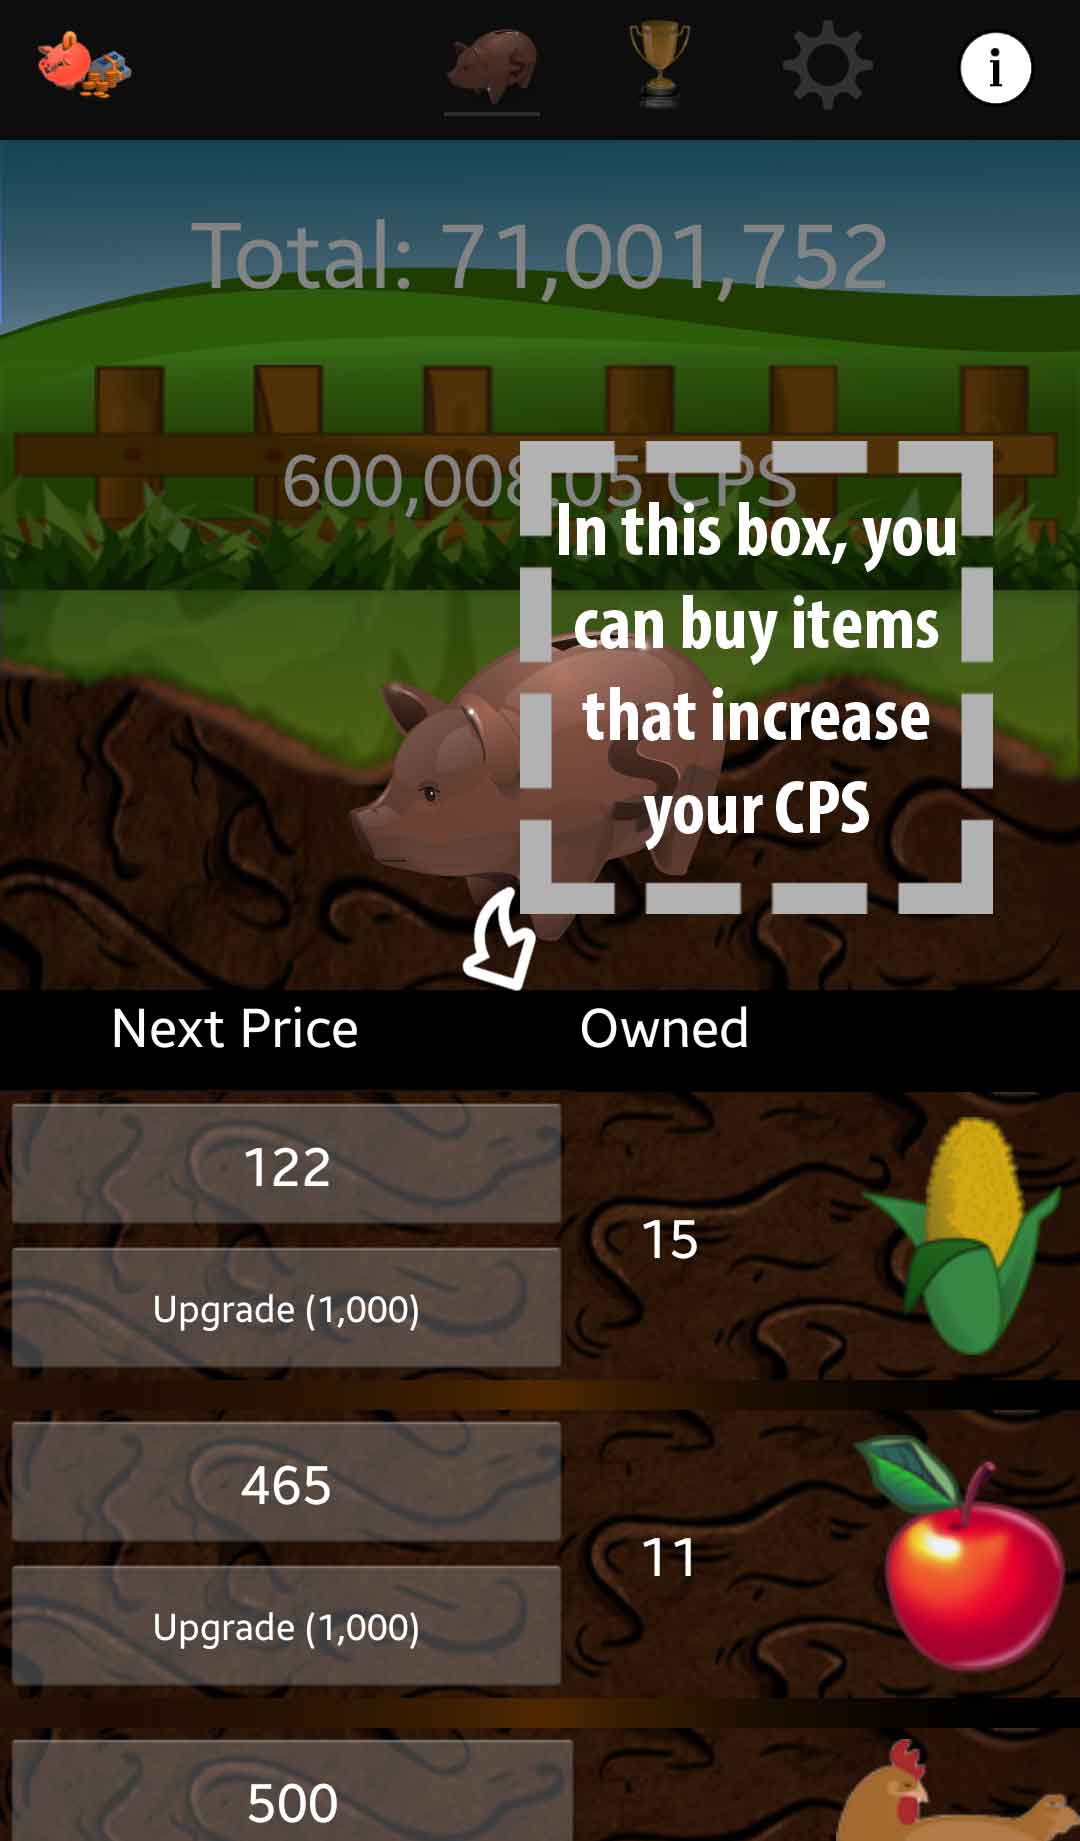 i
Total: 71,001,752
600,008.05 CPS
In this box, you
can buy items
that increase
your CPS
Next Price
Owned
122
15
Upgrade (1,000)
465
11
Upgrade (1,000)
500